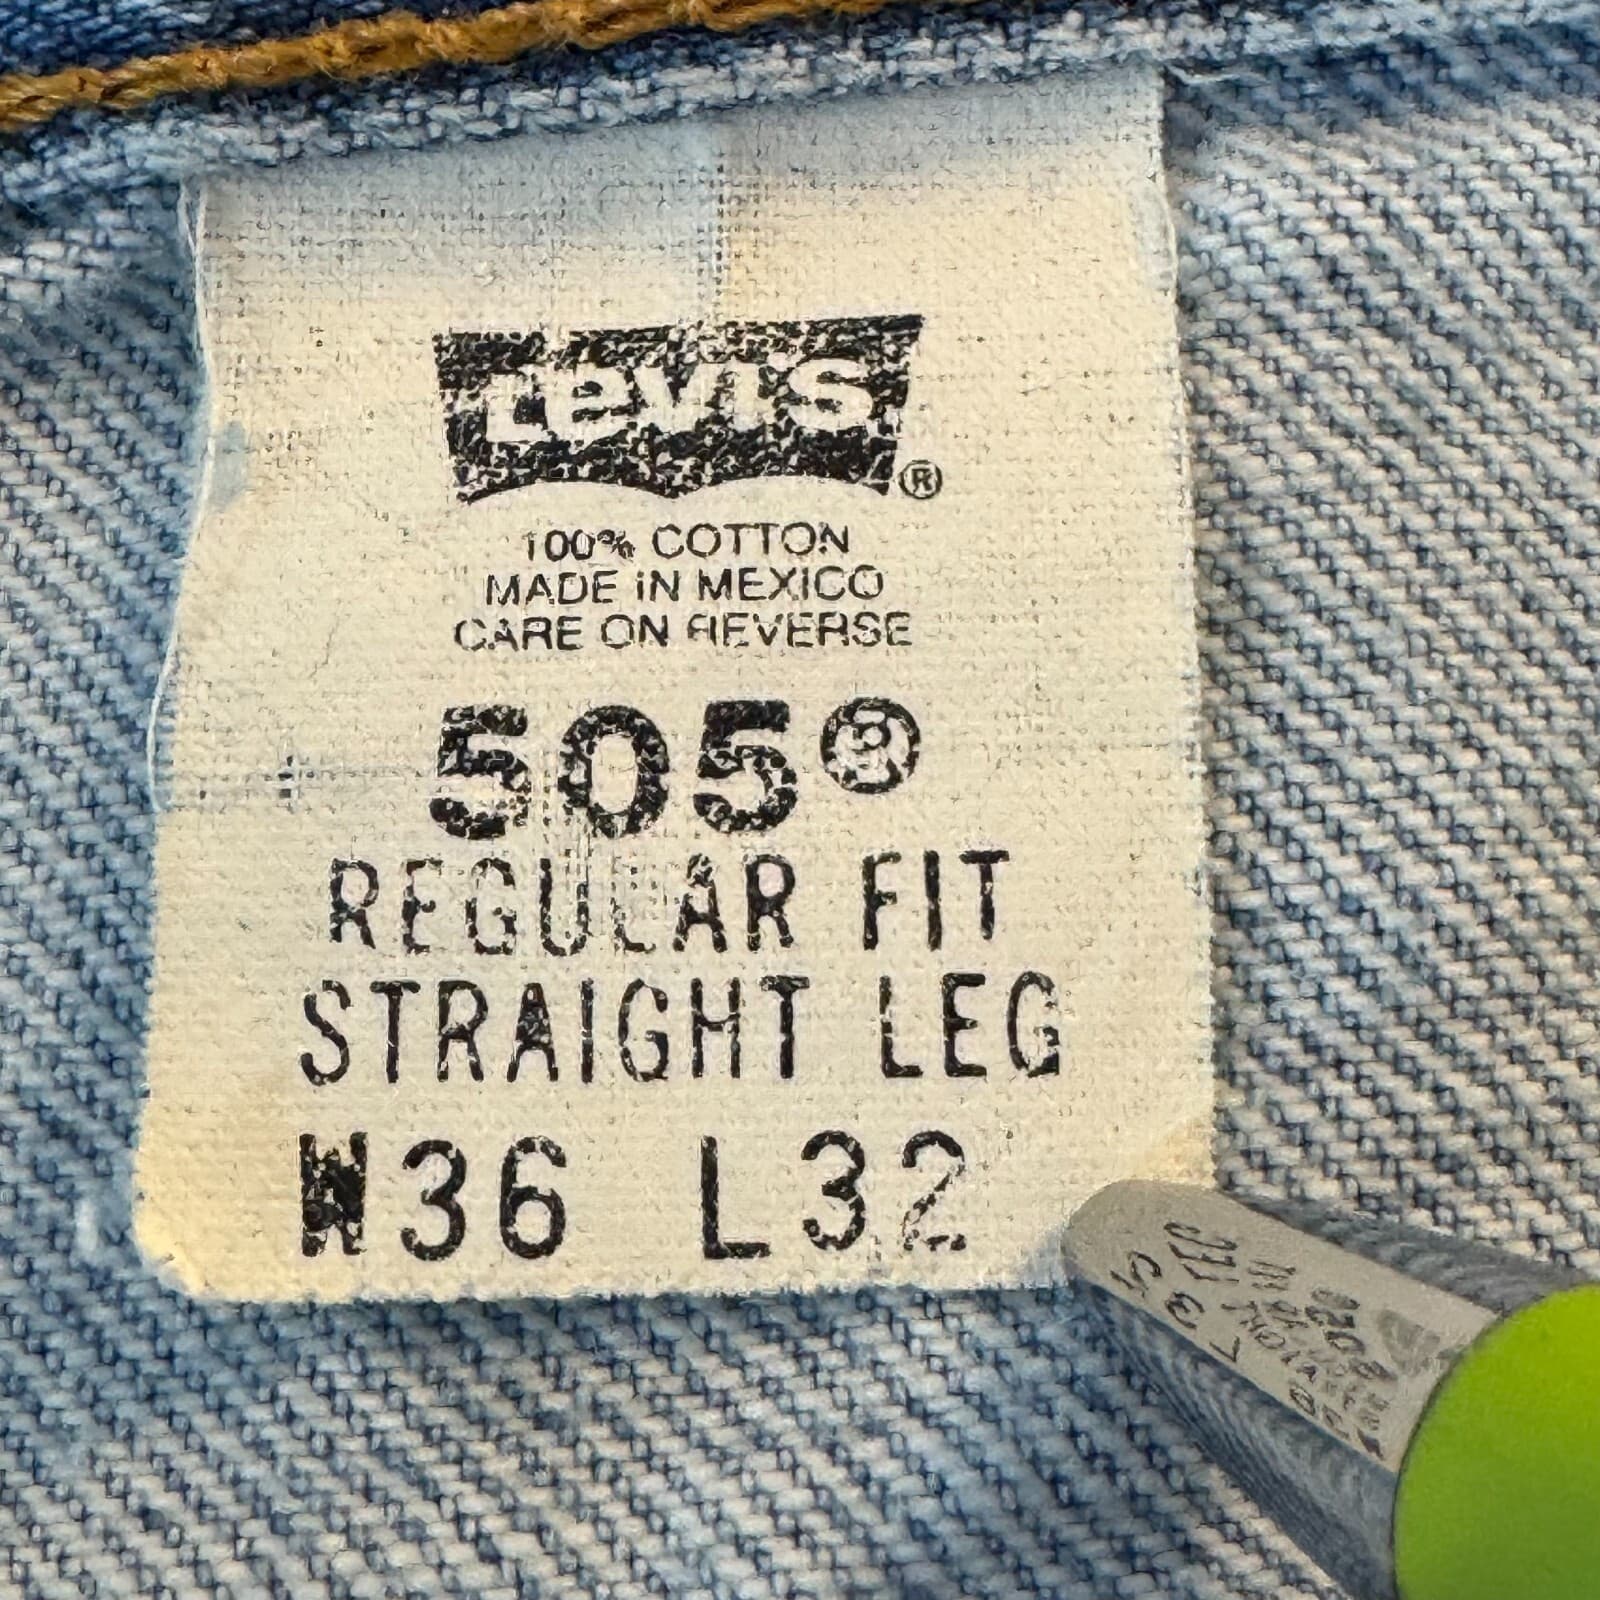 Levi's®
100% COTTON
MADE IN MEXICO
CARE ON REVERSE
505®
REGULAR FIT
STRAIGHT LEG
W36 L32